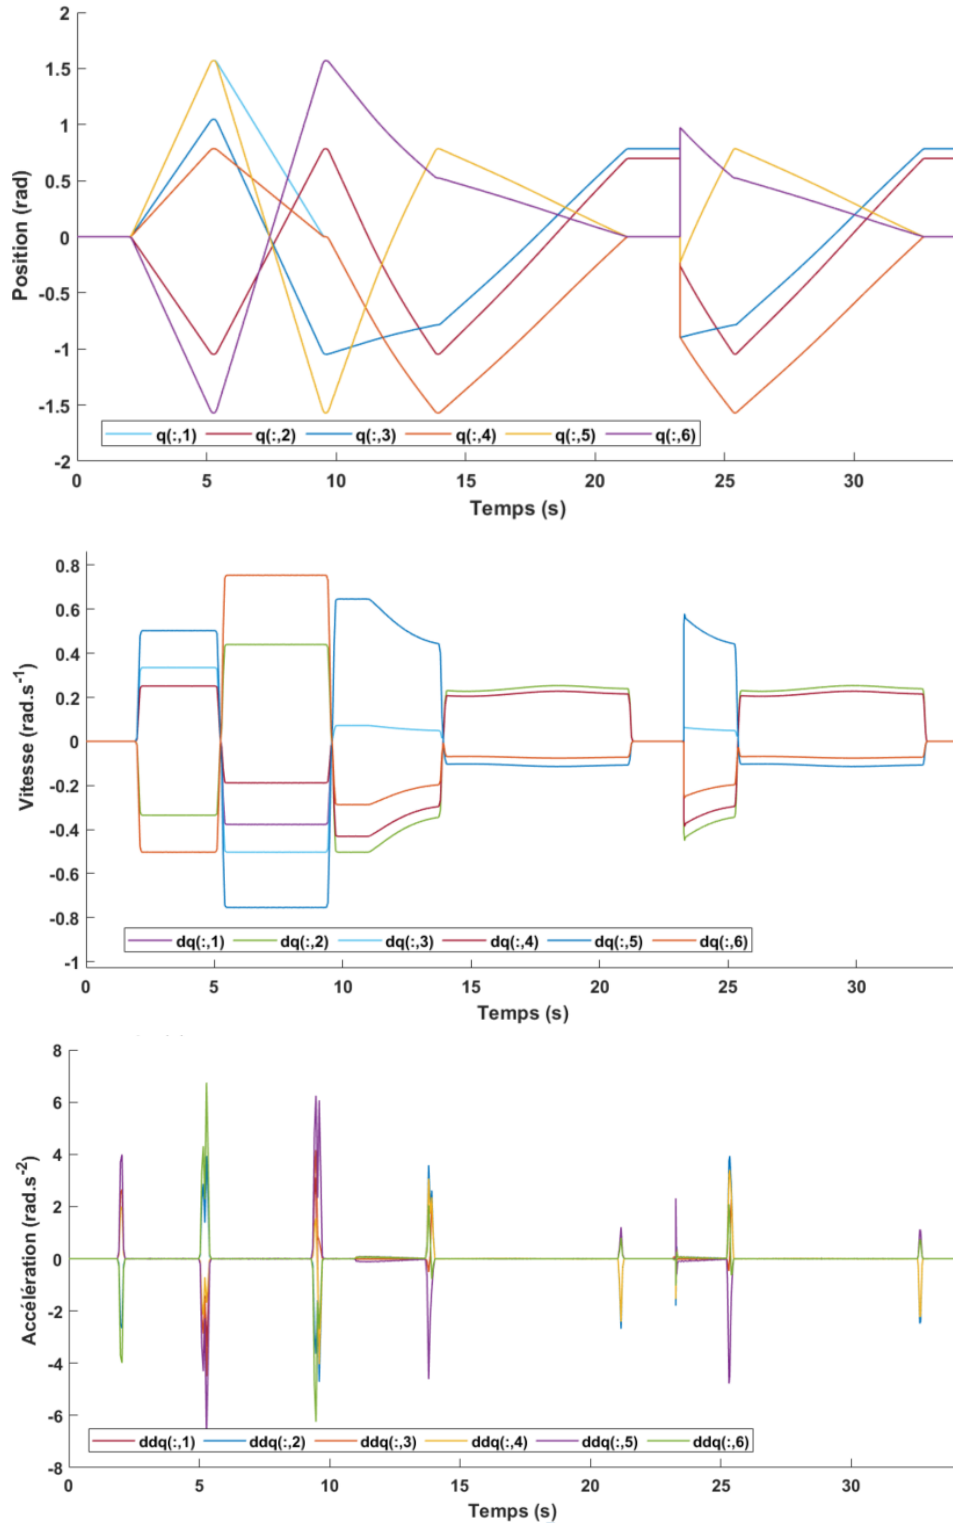 2
1.5
1
0.5
0
-0.5
-1
-1.5
-2
Position (rad)
q(:,1) q(:,2) q(:,3) q(:,4) q(:,5) q(:,6)
0 5 10 15 20 25 30
Temps (s)
0.8
0.6
0.4
0.2
0
-0.2
-0.4
-0.6
-0.8
-1
Vitesse (rad.s-1)
dq(:,1) dq(:,2) dq(:,3) dq(:,4) dq(:,5) dq(:,6)
0 5 10 15 20 25 30
Temps (s)
8
6
4
2
0
-2
-4
-6
-8
Accélération (rad.s-2)
ddq(:,1) ddq(:,2) ddq(:,3) ddq(:,4) ddq(:,5) ddq(:,6)
0 5 10 15 20 25 30
Temps (s)